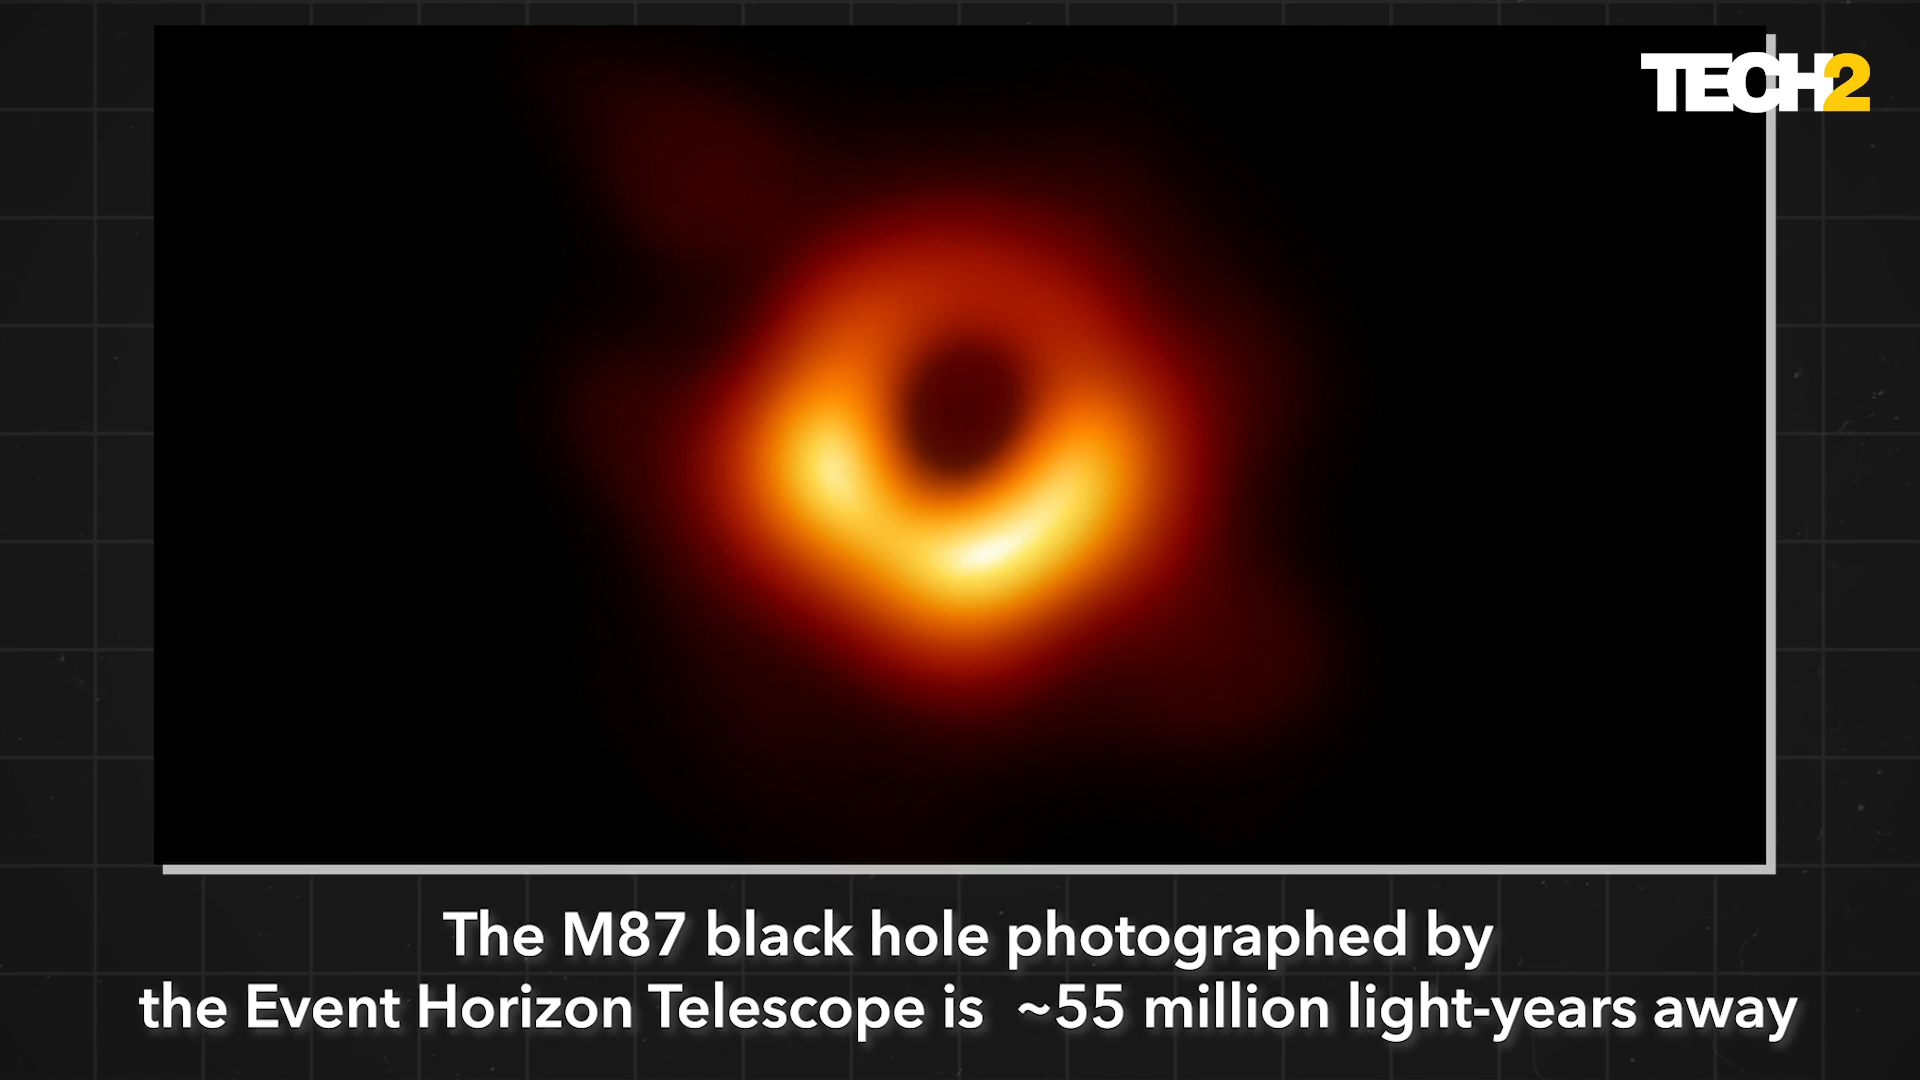 TECH2
The M87 black hole photographed by
the Event Horizon Telescope is ~55 million light-years away